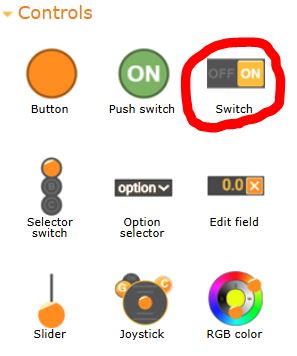 Controls
ON
OFF ON
Button
Push switch
Switch
A
B
C
option
0.0
Selector
switch
Option
selector
Edit field
G
C
Slider
Joystick
RGB color